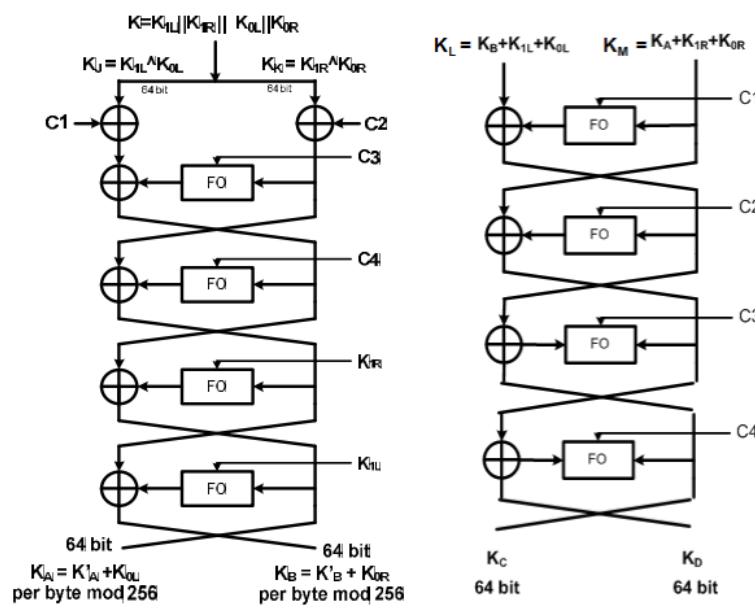 K=K1L||K1R|| K0L||K0R
KJ = K1L^K0L
KK = K1R^K0R
64 bit
64 bit
C1
C2
C3
FO
C4
FO
K1R
FO
K1L
FO
64 bit
64 bit
KA = K'A + K0L
per byte mod 256
KB = K'B + K0R
per byte mod 256
KL = KB+K1L+K0L
KM = KA+K1R+K0R
C1
FO
C2
FO
C3
FO
C4
FO
KC
64 bit
KD
64 bit